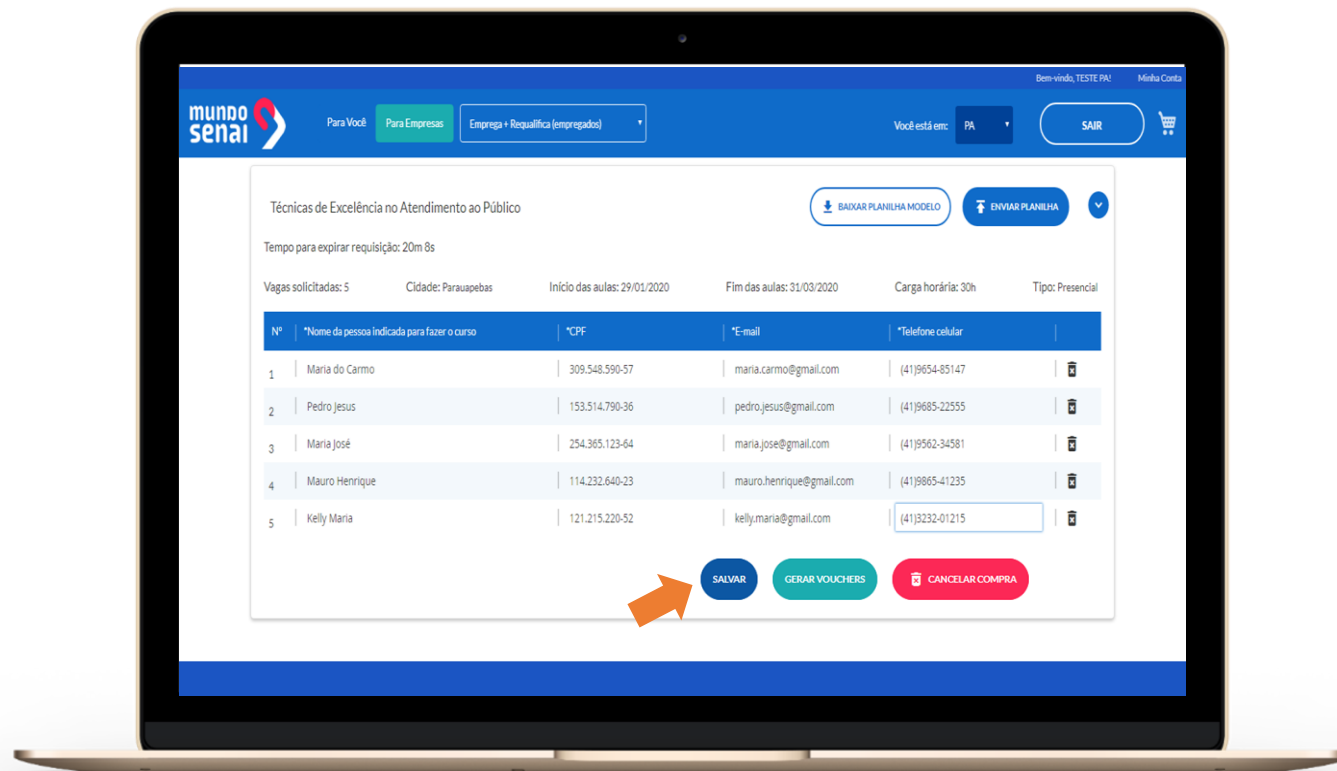 Bem-vindo, TESTE PA! Minha Conta
mundo senai
Para Você Para Empresas Emprega + Requalifica (empregados) Você está em: PA SAIR
Técnicas de Excelência no Atendimento ao Público BAIXAR PLANILHA MODELO ENVIAR PLANILHA
Tempo para expirar requisição: 20m 8s
Vagas solicitadas: 5 Cidade: Parauapebas Início das aulas: 29/01/2020 Fim das aulas: 31/03/2020 Carga horária: 30h Tipo: Presencial
Nº *Nome da pessoa indicada para fazer o curso *CPF *E-mail *Telefone celular
1 Maria do Carmo 309.548.590-57 maria.carmo@gmail.com (41)9654-85147
2 Pedro Jesus 153.514.790-36 pedro.jesus@gmail.com (41)9685-22555
3 Maria José 254.365.123-64 maria.jose@gmail.com (41)9562-34581
4 Mauro Henrique 114.232.640-23 mauro.henrique@gmail.com (41)9865-41235
5 Kelly Maria 121.215.220-52 kelly.maria@gmail.com (41)3232-01215
SALVAR GERAR VOUCHERS CANCELAR COMPRA